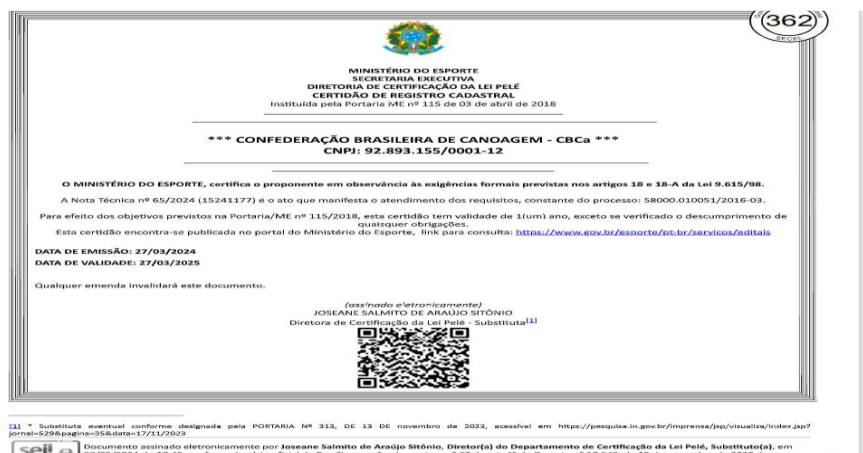 362
SECEL
MINISTÉRIO DO ESPORTE
SECRETARIA EXECUTIVA
DIRETORIA DE CERTIFICAÇÃO DA LEI PELÉ
CERTIDÃO DE REGISTRO CADASTRAL
Instituída pela Portaria ME nº 115 de 03 de abril de 2018
*** CONFEDERAÇÃO BRASILEIRA DE CANOAGEM - CBCa ***
CNPJ: 92.893.155/0001-12
O MINISTÉRIO DO ESPORTE, certifica o proponente em observância às exigências formais previstas nos artigos 18 e 18-A da Lei 9.615/98.
A Nota Técnica nº 65/2024 (15241177) é o ato que manifesta o atendimento dos requisitos, constante do processo: 58000.010051/2016-03.
Para efeito dos objetivos previstos na Portaria/ME nº 115/2018, esta certidão tem validade de 1(um) ano, exceto se verificado o descumprimento de
quaisquer obrigações.
Esta certidão encontra-se publicada no portal do Ministério do Esporte, link para consulta: https://www.gov.br/esporte/pt-br/servicos/editais
DATA DE EMISSÃO: 27/03/2024
DATA DE VALIDADE: 27/03/2025
Qualquer emenda invalidará este documento.
(assinado eletronicamente)
JOSEANE SALMITO DE ARAÚJO SITÔNIO
Diretora de Certificação da Lei Pelé - Substituta[1]
[1] * Substituta eventual conforme designada pela PORTARIA Nº 313, DE 13 DE novembro de 2023, acessível em https://pesquisa.in.gov.br/imprensa/jsp/visualiza/index.jsp?
jornal=529&pagina=35&data=17/11/2023
sei!
Documento assinado eletronicamente por Joseane Salmito de Araújo Sitônio, Diretor(a) do Departamento de Certificação da Lei Pelé, Substituto(a), em